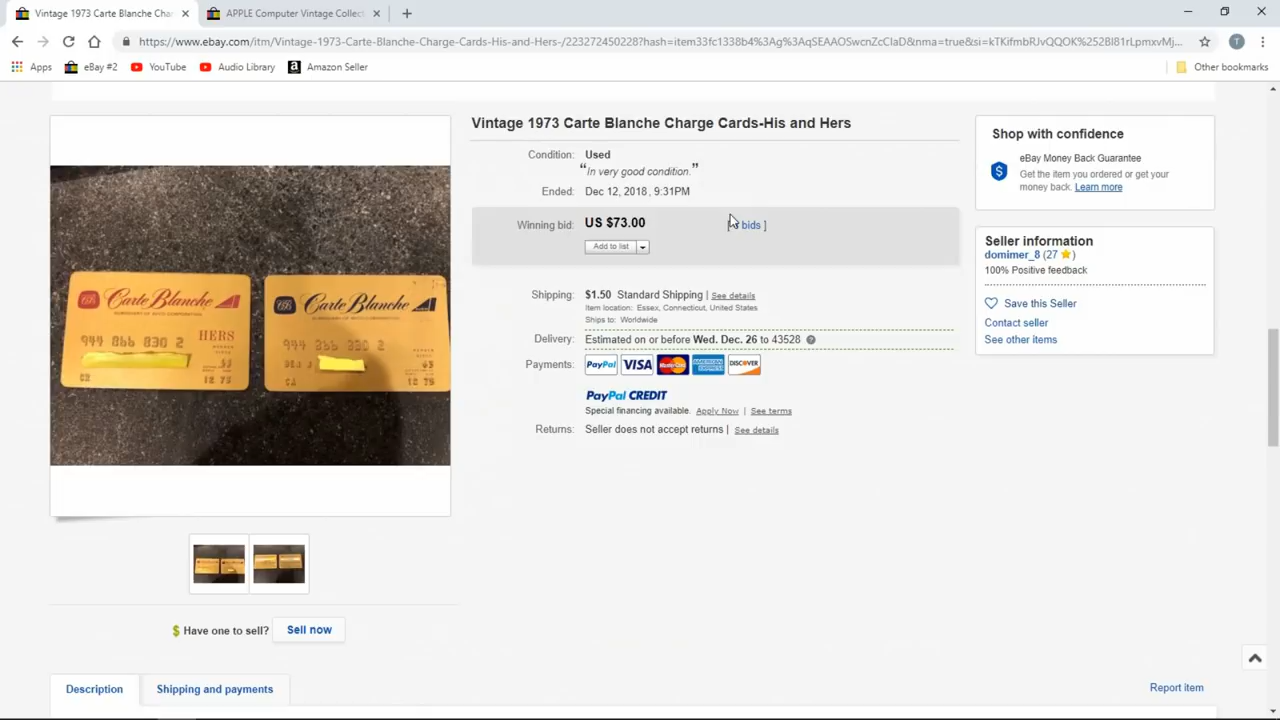 Vintage 1973 Carte Blanche Char
APPLE Computer Vintage Collect
https://www.ebay.com/itm/Vintage-1973-Carte-Blanche-Charge-Cards-His-and-Hers-/223272450228?hash=item33fc1338b4%3Ag%3AqSEAAOSwcnZcCIaD&nma=true&si=kTKifmbRJvQQOK%252Bl81rLpmxvMj...
Apps
eBay #2
YouTube
Audio Library
Amazon Seller
Other bookmarks
Vintage 1973 Carte Blanche Charge Cards-His and Hers
Condition: Used
“In very good condition.”
Ended: Dec 12, 2018, 9:31PM
Winning bid: US $73.00
bids ]
Add to list
Shipping: $1.50 Standard Shipping | See details
Item location: Essex, Connecticut, United States
Ships to: Worldwide
Delivery: Estimated on or before Wed. Dec. 26 to 43528
Payments: PayPal VISA MasterCard AMERICAN EXPRESS DISCOVER
PayPal CREDIT
Special financing available. Apply Now | See terms
Returns: Seller does not accept returns | See details
Shop with confidence
eBay Money Back Guarantee
Get the item you ordered or get your
money back. Learn more
Seller information
domimer_8 (27 )
100% Positive feedback
Save this Seller
Contact seller
See other items
Carte Blanche
HERS
12 75
Carte Blanche
12 75
Have one to sell? Sell now
Description
Shipping and payments
Report item